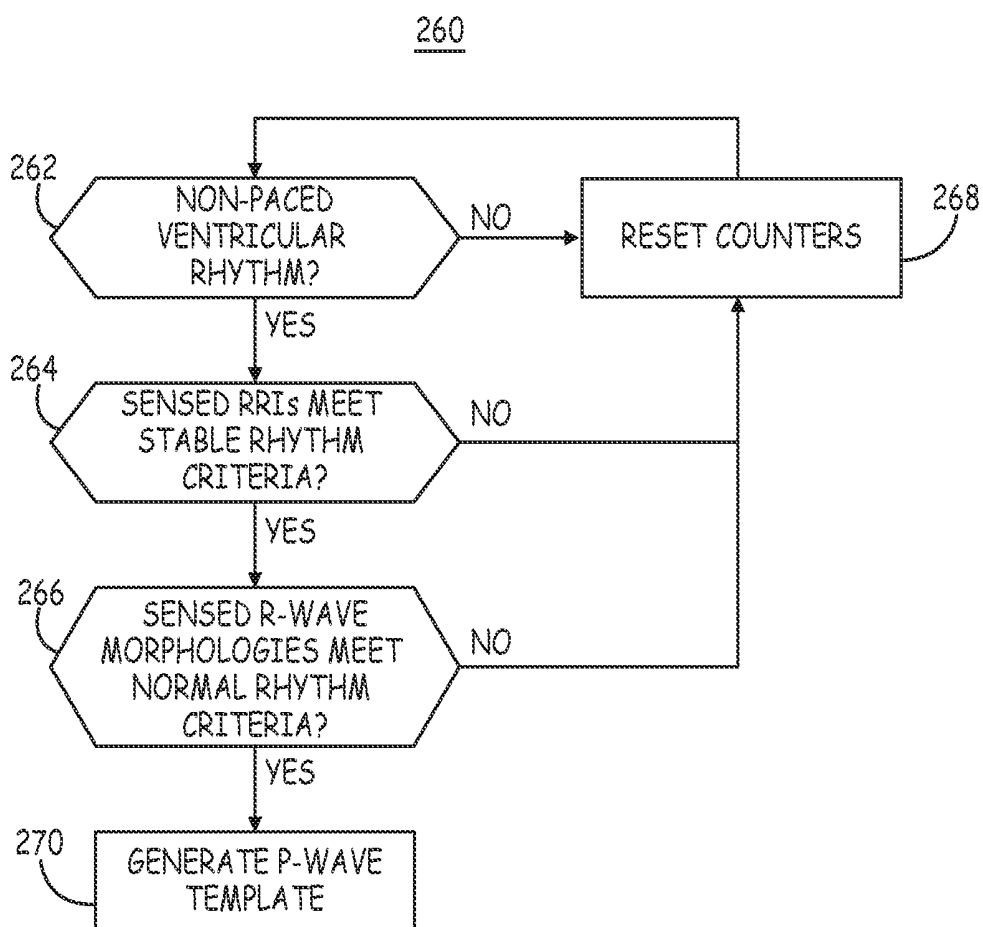 260
262
NON-PACED
VENTRICULAR
RHYTHM?
NO
RESET COUNTERS
268
YES
264
SENSED RRIs MEET
STABLE RHYTHM
CRITERIA?
NO
YES
266
SENSED R-WAVE
MORPHOLOGIES MEET
NORMAL RHYTHM
CRITERIA?
NO
YES
270
GENERATE P-WAVE
TEMPLATE